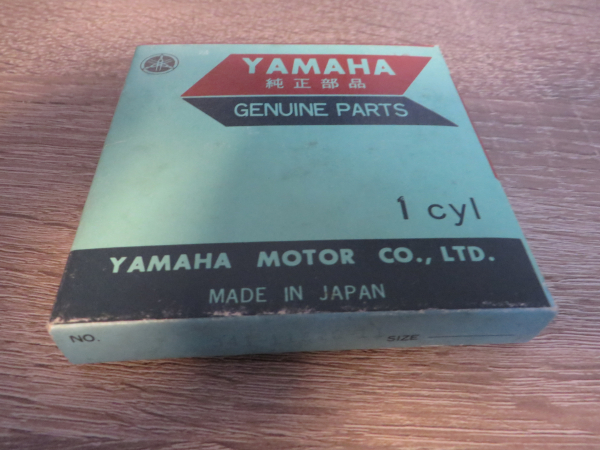 YAMAHA
純正部品
GENUINE PARTS
1 cyl
YAMAHA MOTOR CO., LTD.
MADE IN JAPAN
NO. SIZE